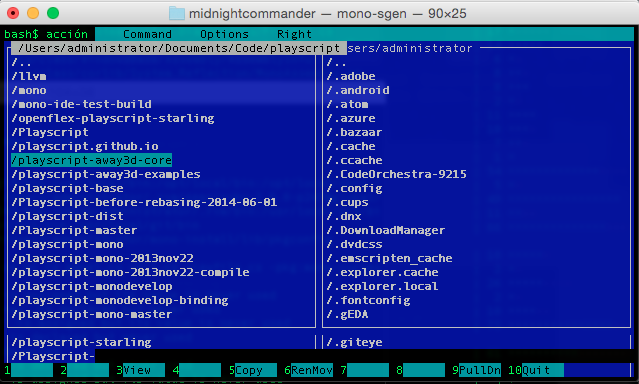 midnightcommander — mono-sgen — 90×25
bash$ acción Command Options Right
/Users/administrator/Documents/Code/playscript sers/administrator
/.. /..
/llvm /.adobe
/mono /.android
/mono-ide-test-build /.atom
/openflex-playscript-starling /.azure
/Playscript /.bazaar
/playscript.github.io /.cache
/playscript-away3d-core /.ccache
/playscript-away3d-examples /.CodeOrchestra-9215
/playscript-base /.config
/Playscript-before-rebasing-2014-06-01 /.cups
/playscript-dist /.dnx
/Playscript-master /.DownloadManager
/playscript-mono /.dvdcss
/playscript-mono-2013nov22 /.emscripten_cache
/playscript-mono-2013nov22-compile /.explorer.cache
/playscript-monodevelop /.explorer.local
/playscript-monodevelop-binding /.fontconfig
/playscript-mono-master /.gEDA
/playscript-starling /.giteye
/Playscript-
1 2 3View 4 5Copy 6RenMov 7 8 9PullDn 10Quit